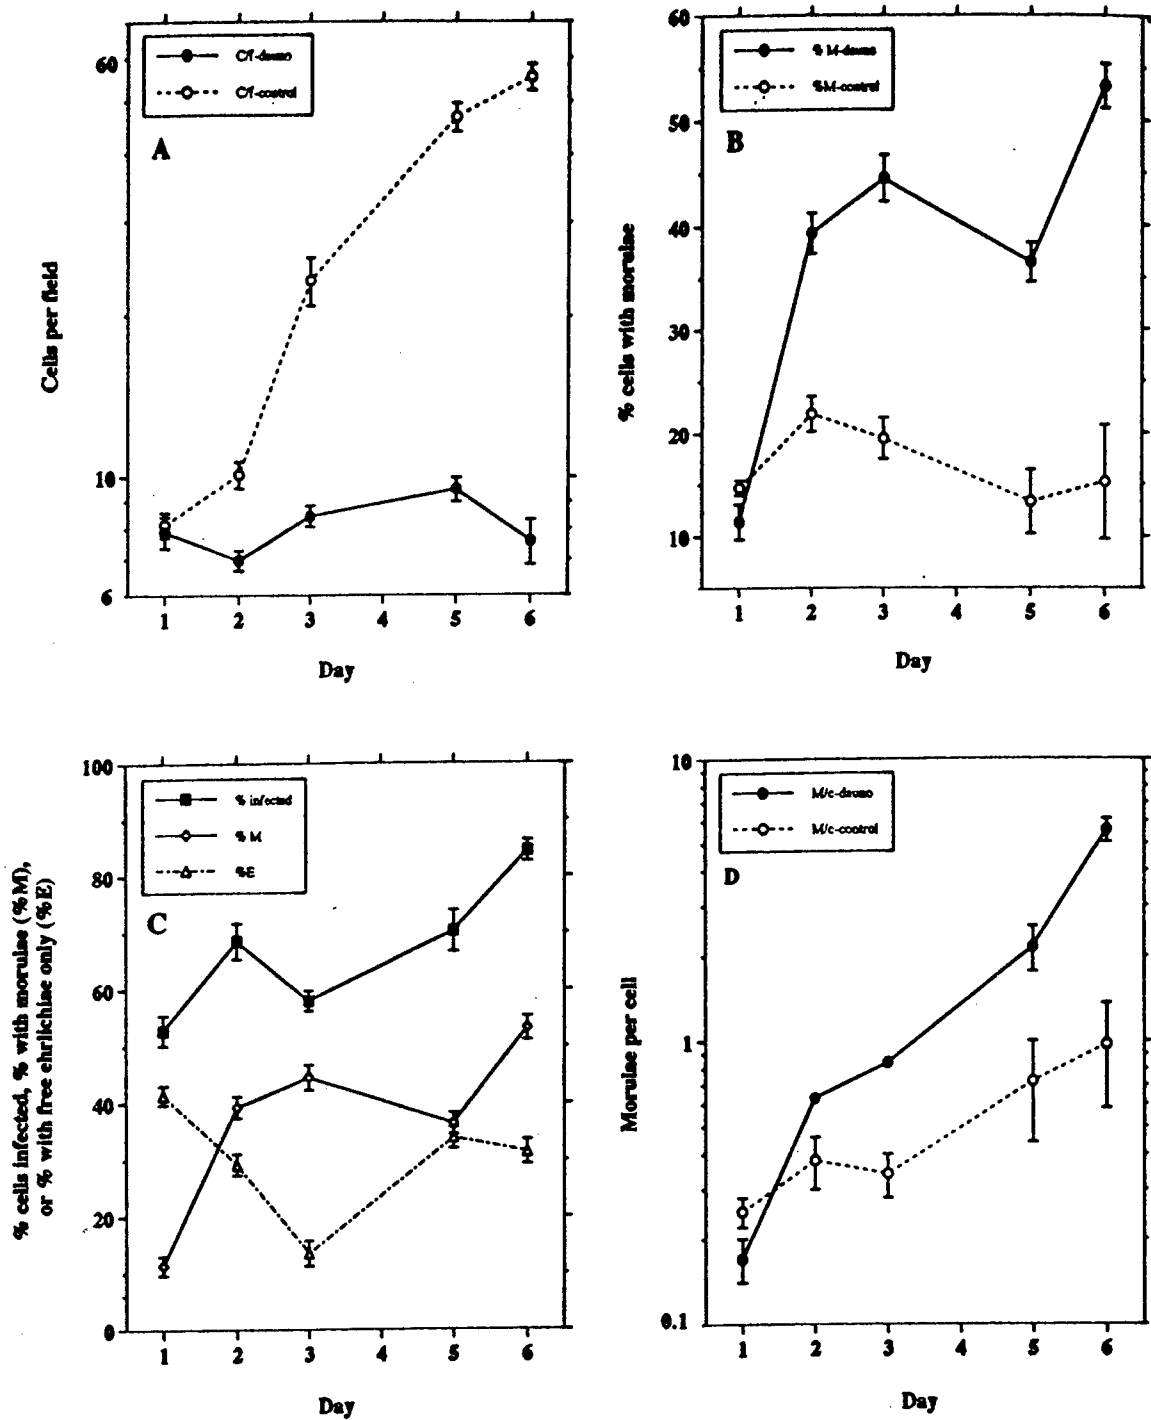 60
C/f-dauno
C/f-control
A
Cells per field
10
6
1 2 3 4 5 6
Day
60
% M-dauno
%M-control
B
50
40
% cells with morulae
30
20
10
1 2 3 4 5 6
Day
100
% infected
% M
%E
80
C
% cells infected, % with morulae (%M),
or % with free ehrlichiae only (%E)
60
40
20
0
1 2 3 4 5 6
Day
10
M/c-dauno
M/c-control
D
Morulae per cell
1
0.1
1 2 3 4 5 6
Day